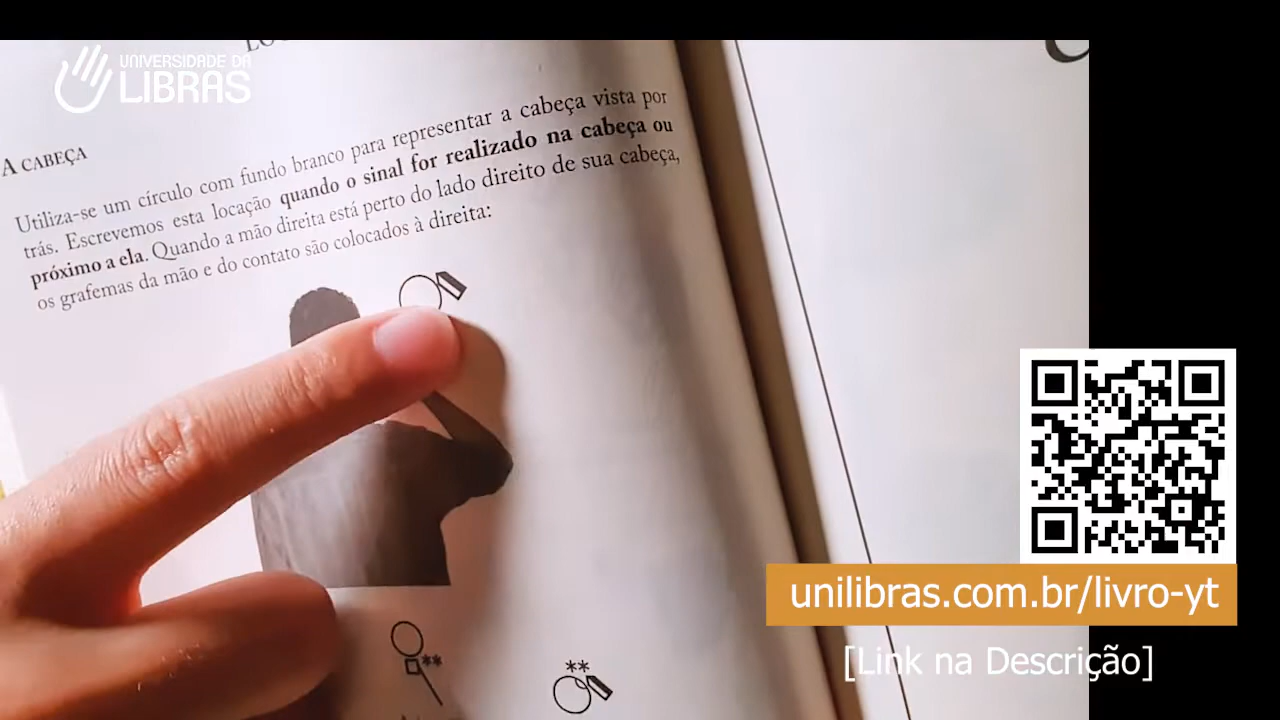 UNIVERSIDADE DA
LIBRAS
A CABEÇA
Utiliza-se um círculo com fundo branco para representar a cabeça vista por
trás. Escrevemos esta locação quando o sinal for realizado na cabeça ou
próximo a ela. Quando a mão direita está perto do lado direito de sua cabeça,
os grafemas da mão e do contato são colocados à direita:
**
**
unilibras.com.br/livro-yt
[Link na Descrição]